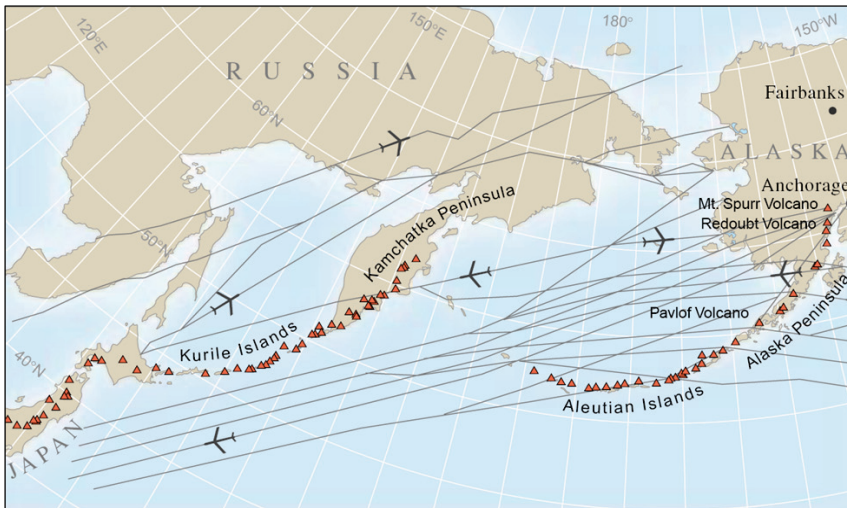 120°E
150°E
180°
150°W
RUSSIA
60°N
Fairbanks
ALASKA
Anchorage
Mt. Spurr Volcano
Redoubt Volcano
Kamchatka Peninsula
50°N
Pavlof Volcano
Alaska Peninsula
Kurile Islands
40°N
Aleutian Islands
JAPAN